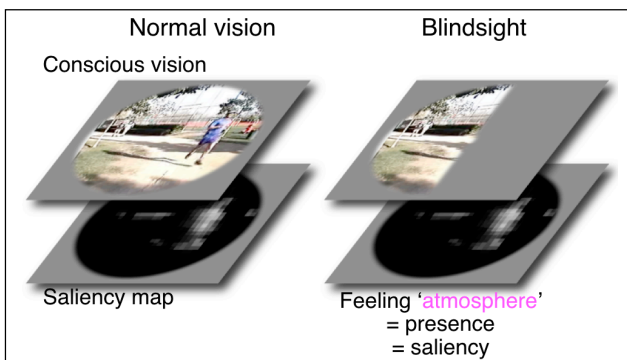 Normal vision
Blindsight
Conscious vision
Saliency map
Feeling ‘atmosphere’
= presence
= saliency